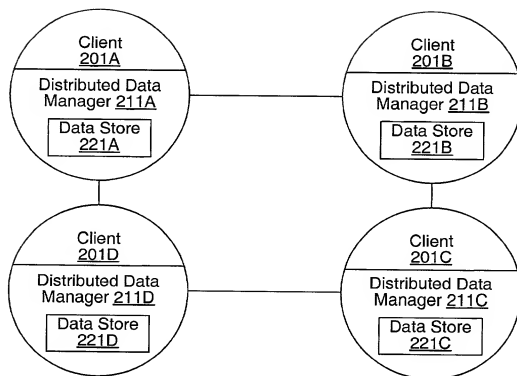 Client
201A
Distributed Data
Manager 211A
Data Store
221A
Client
201B
Distributed Data
Manager 211B
Data Store
221B
Client
201D
Distributed Data
Manager 211D
Data Store
221D
Client
201C
Distributed Data
Manager 211C
Data Store
221C